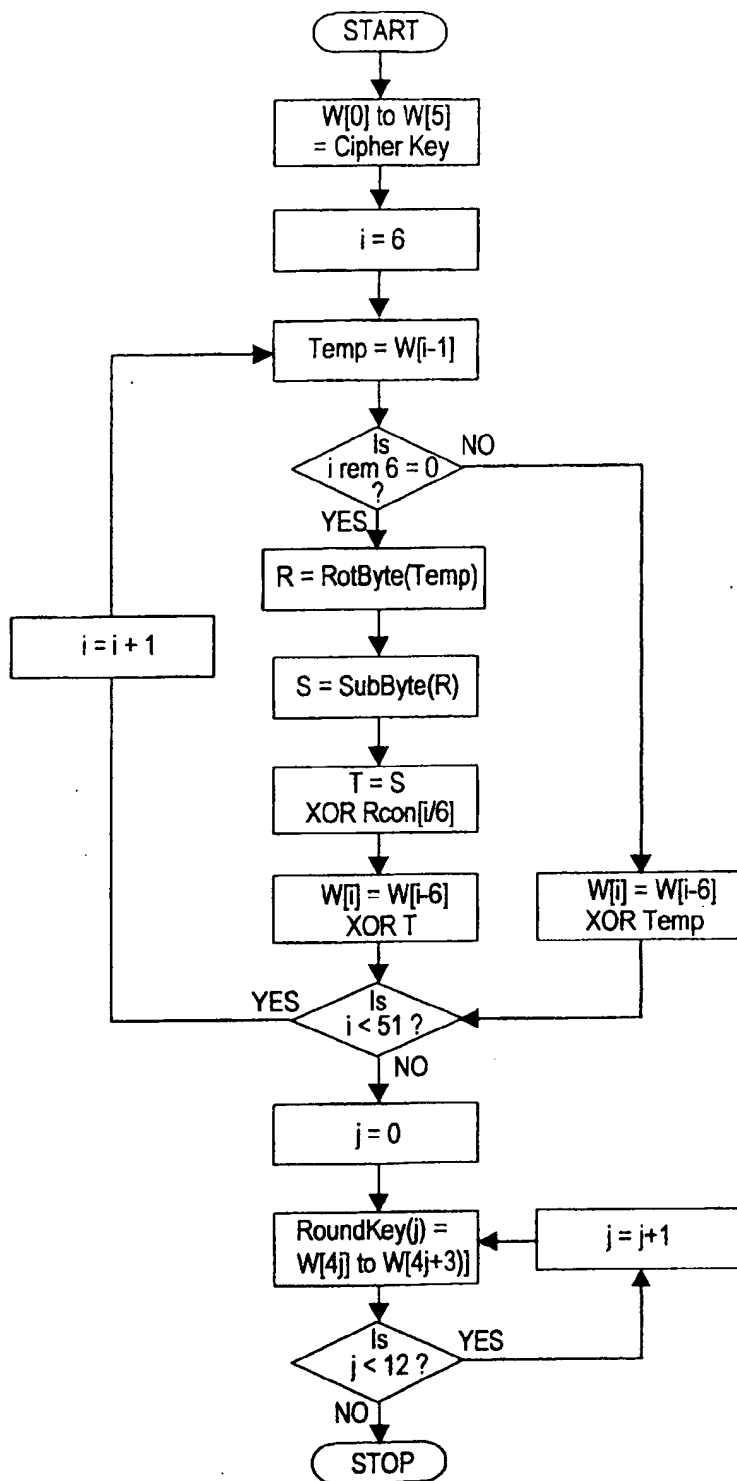 START
W[0] to W[5]
= Cipher Key
i = 6
Temp = W[i-1]
Is
i rem 6 = 0
?
NO
YES
R = RotByte(Temp)
i = i + 1
S = SubByte(R)
T = S
XOR Rcon[i/6]
W[i] = W[i-6]
XOR T
W[i] = W[i-6]
XOR Temp
YES
Is
i < 51 ?
NO
j = 0
RoundKey(j) =
W[4j] to W[4j+3)]
j = j+1
Is
j < 12 ?
YES
NO
STOP